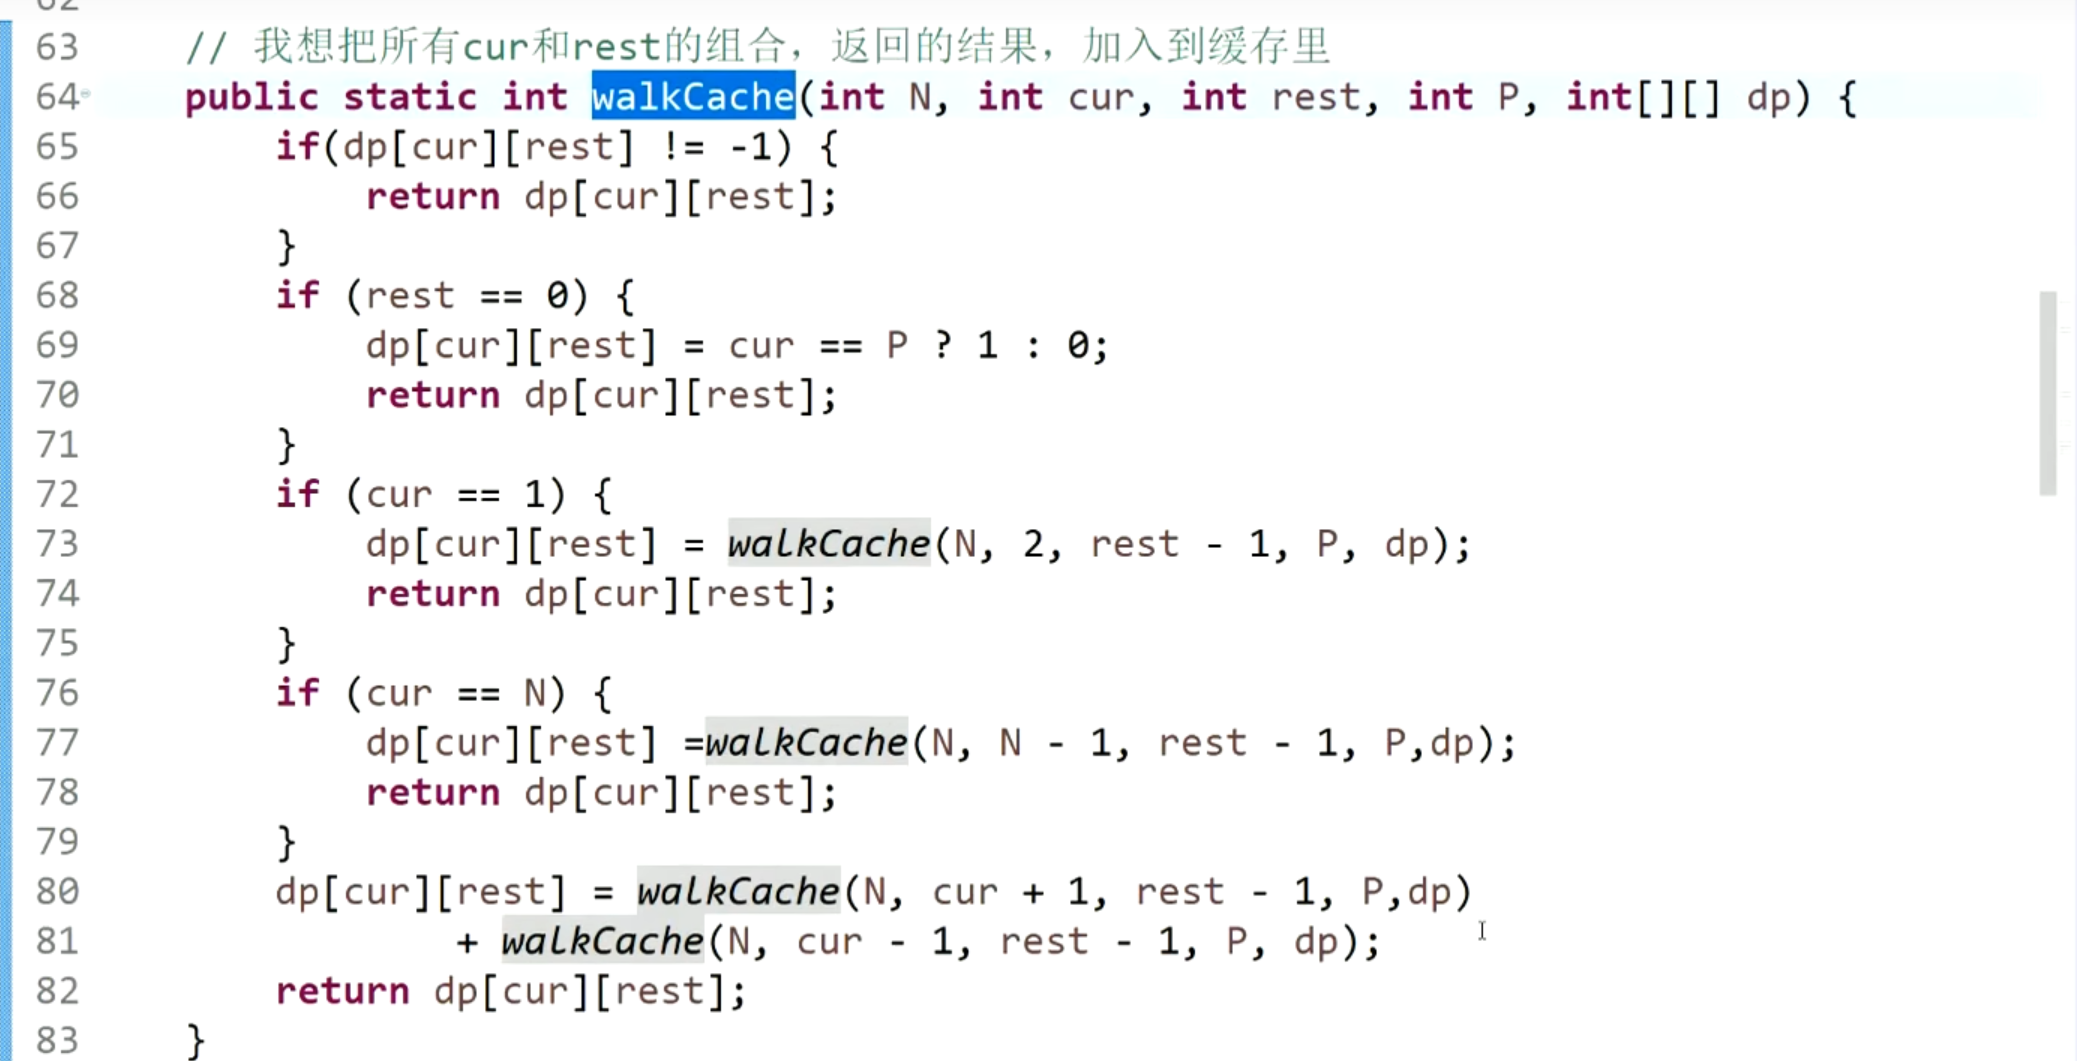 62
63 // 我想把所有cur和rest的组合，返回的结果，加入到缓存里
64 public static int walkCache(int N, int cur, int rest, int P, int[][] dp) {
65 if(dp[cur][rest] != -1) {
66 return dp[cur][rest];
67 }
68 if (rest == 0) {
69 dp[cur][rest] = cur == P ? 1 : 0;
70 return dp[cur][rest];
71 }
72 if (cur == 1) {
73 dp[cur][rest] = walkCache(N, 2, rest - 1, P, dp);
74 return dp[cur][rest];
75 }
76 if (cur == N) {
77 dp[cur][rest] =walkCache(N, N - 1, rest - 1, P,dp);
78 return dp[cur][rest];
79 }
80 dp[cur][rest] = walkCache(N, cur + 1, rest - 1, P,dp)
81 + walkCache(N, cur - 1, rest - 1, P, dp);
82 return dp[cur][rest];
83 }